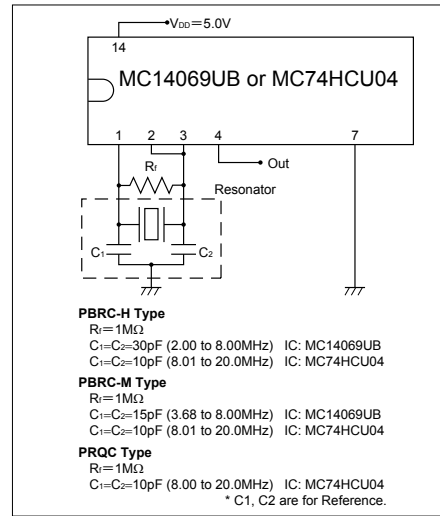 VDD=5.0V
14
MC14069UB or MC74HCU04
1 2 3 4 7
Rf
Out
Resonator
C1 C2
PBRC-H Type
Rf=1MΩ
C1=C2=30pF (2.00 to 8.00MHz) IC: MC14069UB
C1=C2=10pF (8.01 to 20.0MHz) IC: MC74HCU04
PBRC-M Type
Rf=1MΩ
C1=C2=15pF (3.68 to 8.00MHz) IC: MC14069UB
C1=C2=10pF (8.01 to 20.0MHz) IC: MC74HCU04
PRQC Type
Rf=1MΩ
C1=C2=10pF (8.00 to 20.0MHz) IC: MC74HCU04
* C1, C2 are for Reference.